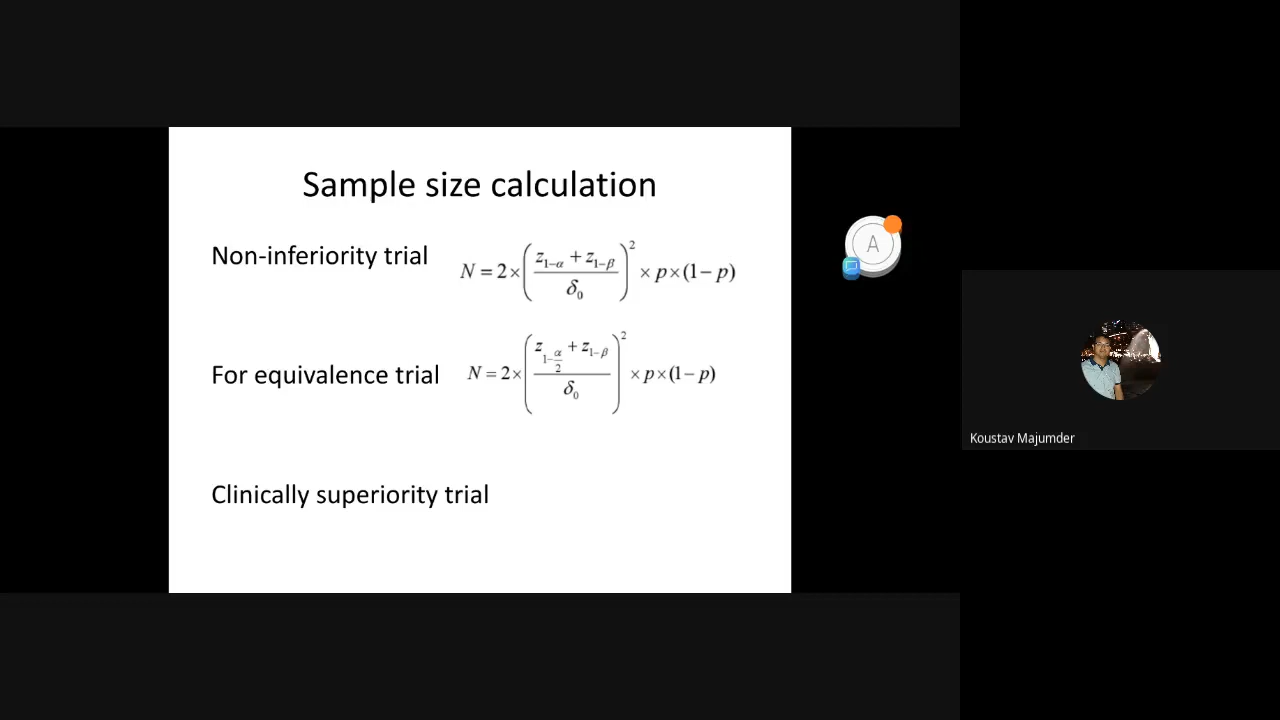 Sample size calculation
Non-inferiority trial
N = 2 × ( (z_{1−α} + z_{1−β}) / δ_0 )^2 × p × (1 − p)
For equivalence trial
N = 2 × ( (z_{1−α/2} + z_{1−β}) / δ_0 )^2 × p × (1 − p)
Clinically superiority trial
A
Koustav Majumder